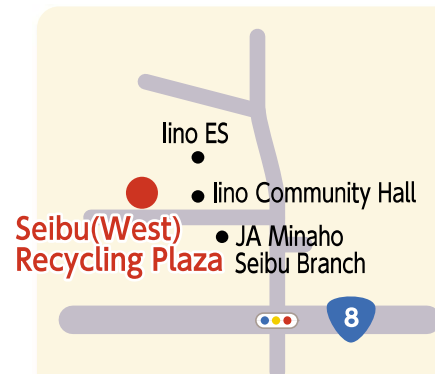 Iino ES
Iino Community Hall
Seibu(West)
Recycling Plaza
JA Minaho
Seibu Branch
8